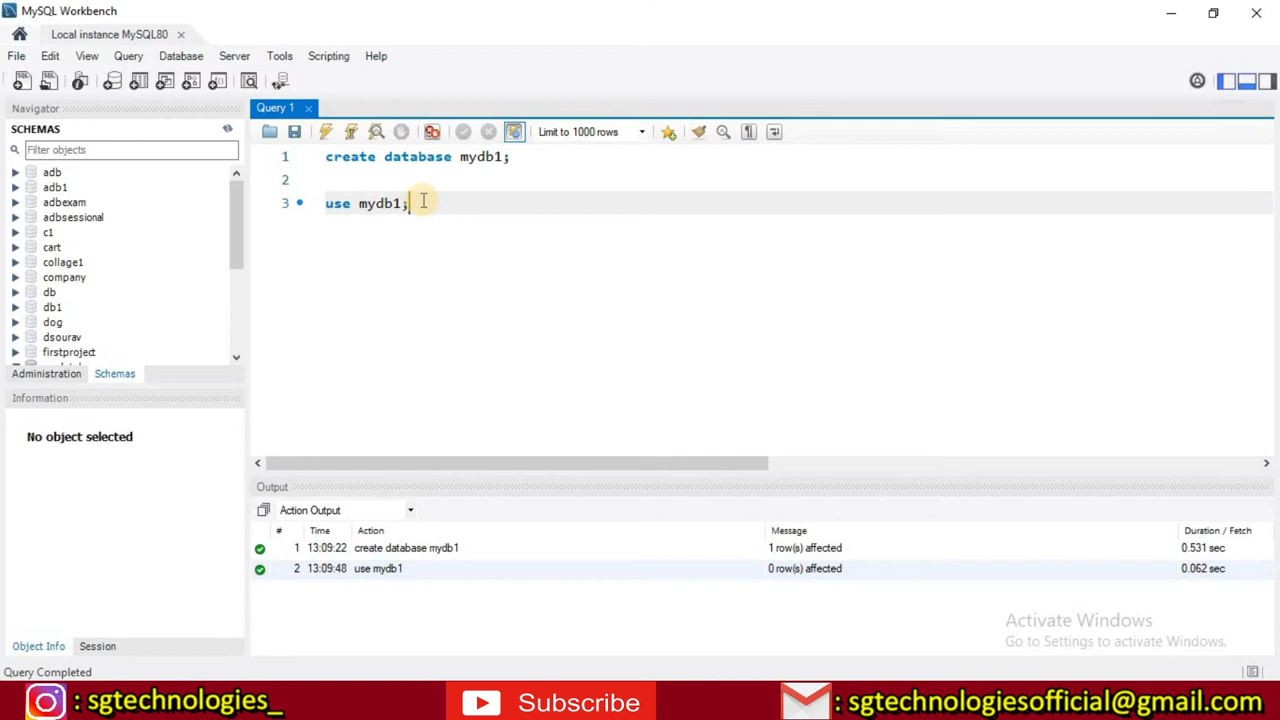 MySQL Workbench
Local instance MySQL80
File Edit View Query Database Server Tools Scripting Help
Navigator
SCHEMAS
Filter objects
adb
adb1
adbexam
adbsessional
c1
cart
collage1
company
db
db1
dog
dsourav
firstproject
Administration Schemas
Information
No object selected
Object Info Session
Query 1
Limit to 1000 rows
1 create database mydb1;
2
3 use mydb1;
Output
Action Output
# Time Action Message Duration / Fetch
1 13:09:22 create database mydb1 1 row(s) affected 0.531 sec
2 13:09:48 use mydb1 0 row(s) affected 0.062 sec
Activate Windows
Go to Settings to activate Windows.
Query Completed
: sgtechnologies_ Subscribe : sgtechnologiesofficial@gmail.com